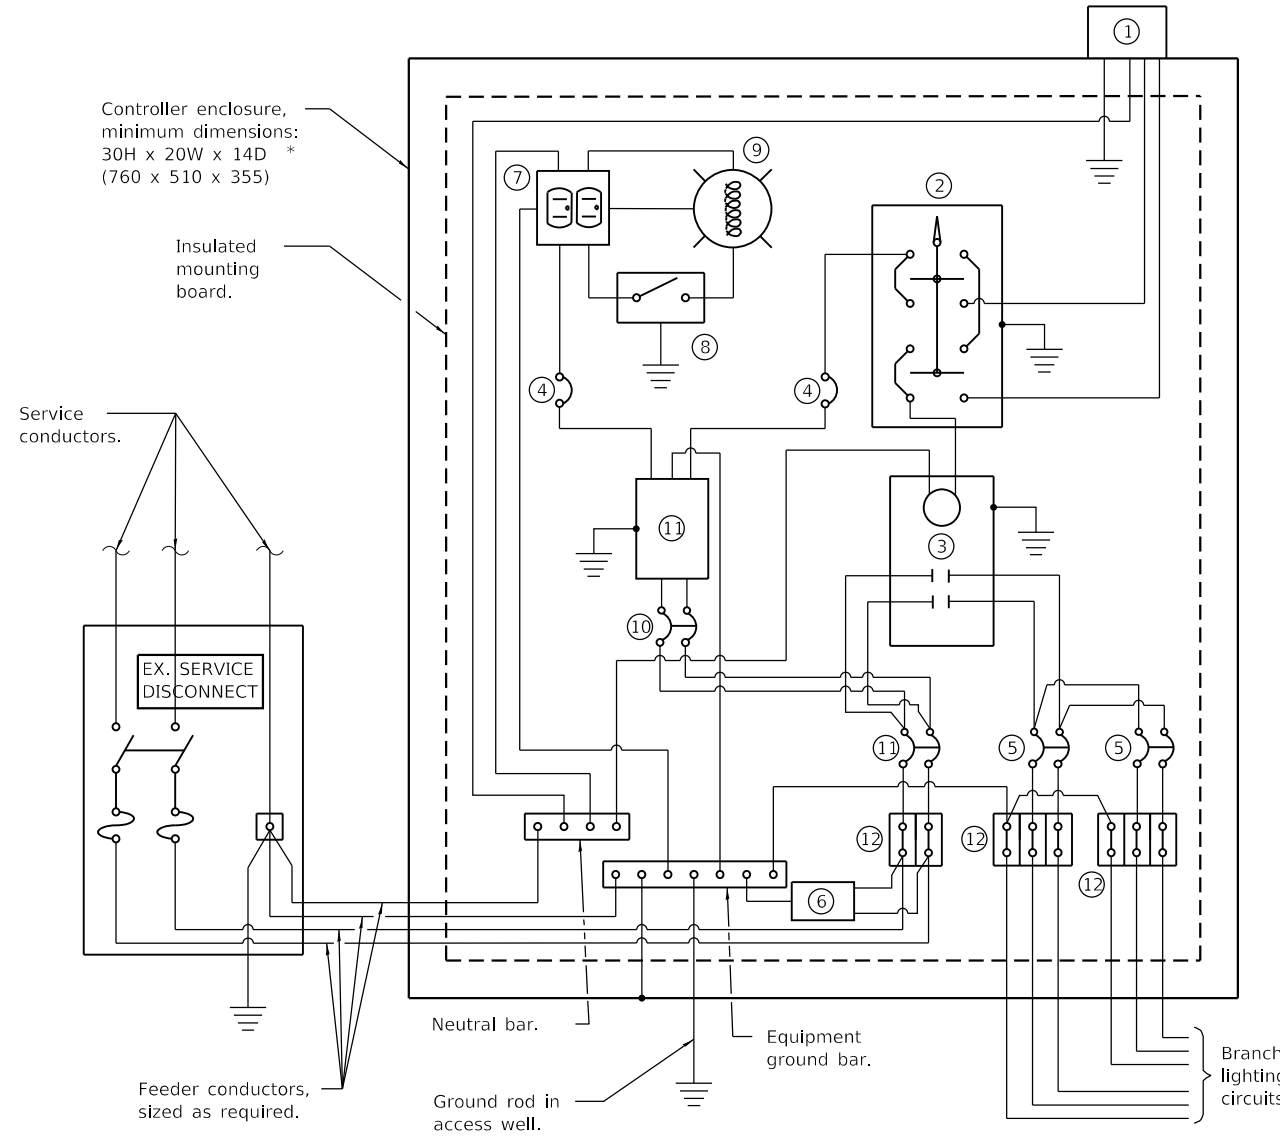 1
Controller enclosure,
minimum dimensions:
30H x 20W x 14D *
(760 x 510 x 355)
9
7
2
Insulated
mounting
board.
8
4
4
Service
conductors.
11
3
10
EX. SERVICE
DISCONNECT
11
5
5
12
12
12
6
Neutral bar.
Equipment
ground bar.
Branch
lighting
circuits
Feeder conductors,
sized as required.
Ground rod in
access well.